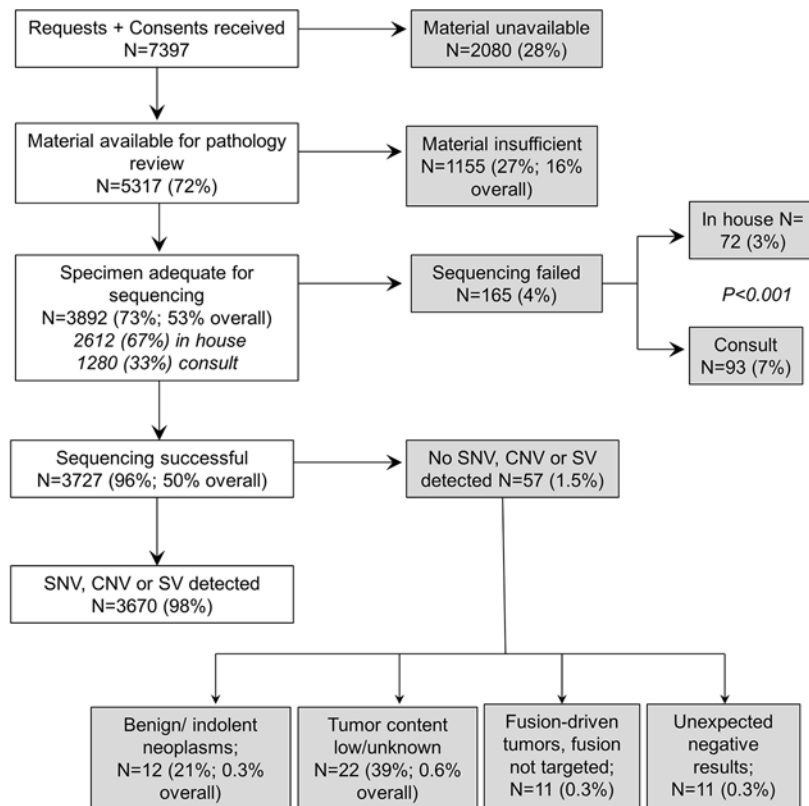 Requests + Consents received
N=7397
Material unavailable
N=2080 (28%)
Material available for pathology
review
N=5317 (72%)
Material insufficient
N=1155 (27%; 16%
overall)
In house N=
72 (3%)
Specimen adequate for
sequencing
N=3892 (73%; 53% overall)
2612 (67%) in house
1280 (33%) consult
Sequencing failed
N=165 (4%)
P<0.001
Consult
N=93 (7%)
Sequencing successful
N=3727 (96%; 50% overall)
No SNV, CNV or SV
detected N=57 (1.5%)
SNV, CNV or SV detected
N=3670 (98%)
Benign/ indolent
neoplasms;
N=12 (21%; 0.3%
overall)
Tumor content
low/unknown
N=22 (39%; 0.6%
overall)
Fusion-driven
tumors, fusion
not targeted;
N=11 (0.3%)
Unexpected
negative
results;
N=11 (0.3%)